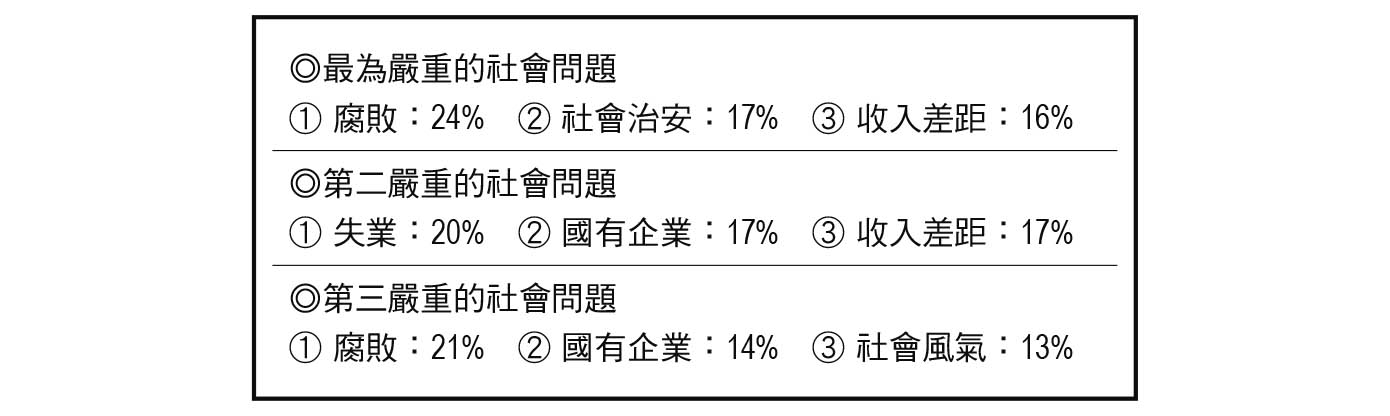 ◎最為嚴重的社會問題
① 腐敗：24%　② 社會治安：17%　③ 收入差距：16%
◎第二嚴重的社會問題
① 失業：20%　② 國有企業：17%　③ 收入差距：17%
◎第三嚴重的社會問題
① 腐敗：21%　② 國有企業：14%　③ 社會風氣：13%